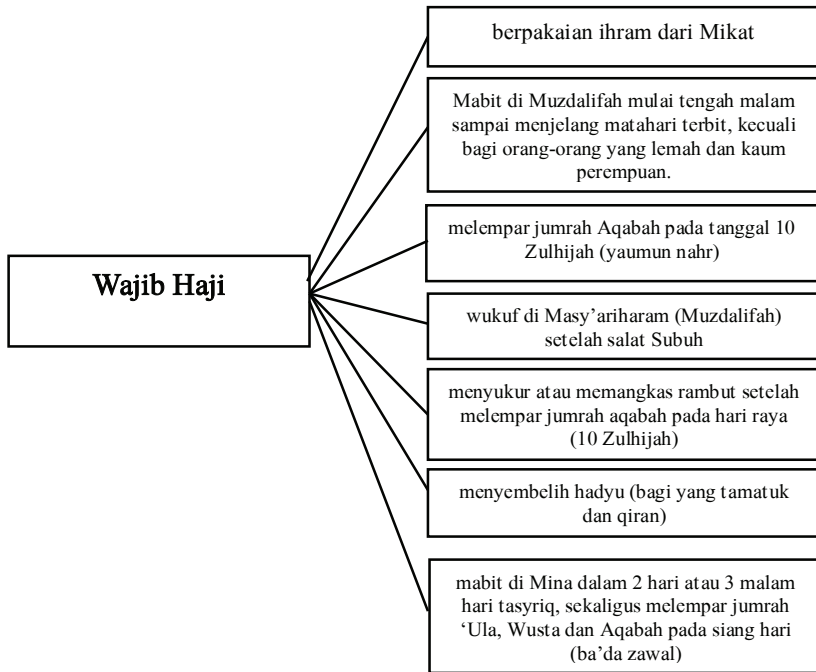 Wajib Haji
berpakaian ihram dari Mikat
Mabit di Muzdalifah mulai tengah malam
sampai menjelang matahari terbit, kecuali
bagi orang-orang yang lemah dan kaum
perempuan.
melempar jumrah Aqabah pada tanggal 10
Zulhijah (yaumun nahr)
wukuf di Masy’ariharam (Muzdalifah)
setelah salat Subuh
menyukur atau memangkas rambut setelah
melempar jumrah aqabah pada hari raya
(10 Zulhijah)
menyembelih hadyu (bagi yang tamatuk
dan qiran)
mabit di Mina dalam 2 hari atau 3 malam
hari tasyriq, sekaligus melempar jumrah
‘Ula, Wusta dan Aqabah pada siang hari
(ba’da zawal)